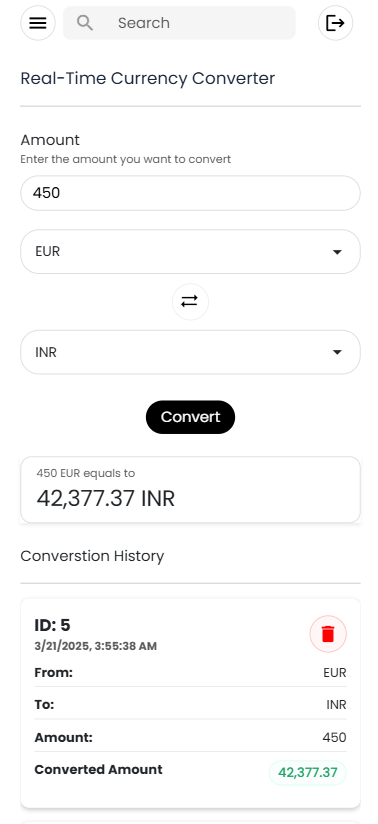 Search
Real-Time Currency Converter
Amount
Enter the amount you want to convert
450
EUR
INR
Convert
450 EUR equals to
42,377.37 INR
Converstion History
ID: 5
3/21/2025, 3:55:38 AM
From: EUR
To: INR
Amount: 450
Converted Amount 42,377.37